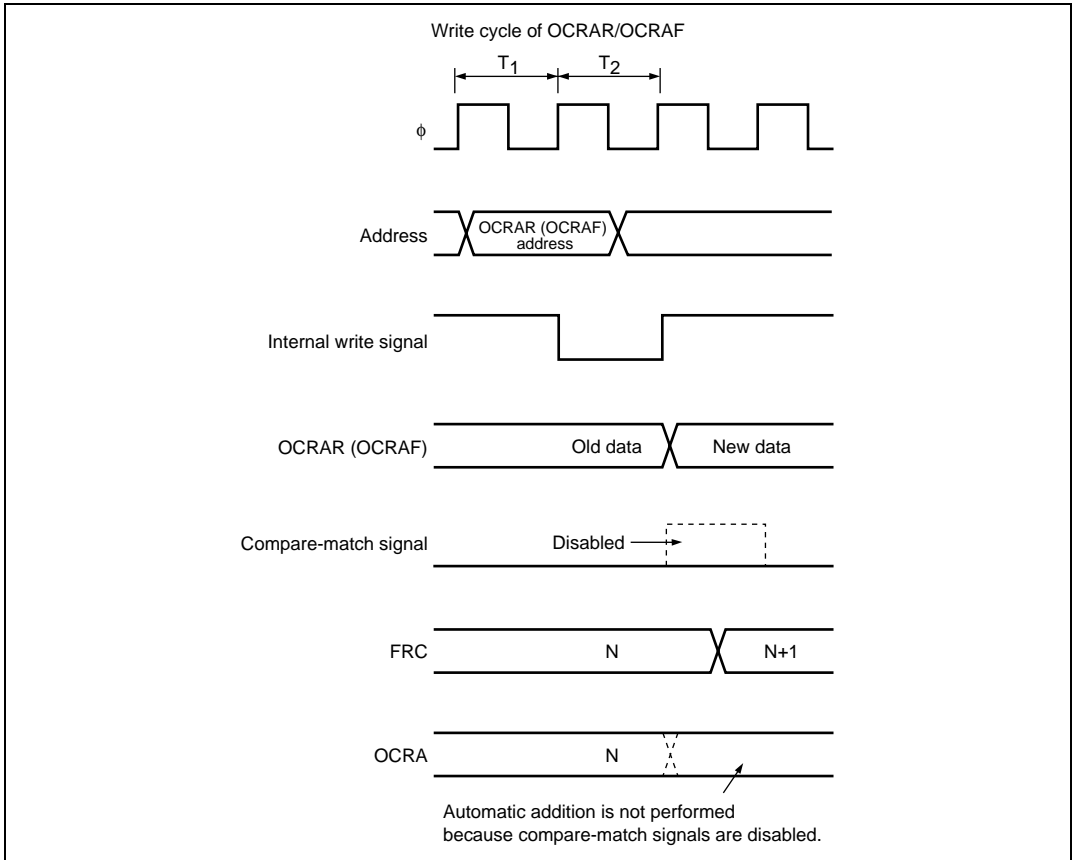 Write cycle of OCRAR/OCRAF
T1 T2
ϕ
Address
OCRAR (OCRAF)
address
Internal write signal
OCRAR (OCRAF) Old data New data
Compare-match signal Disabled
FRC N N+1
OCRA N
Automatic addition is not performed
because compare-match signals are disabled.